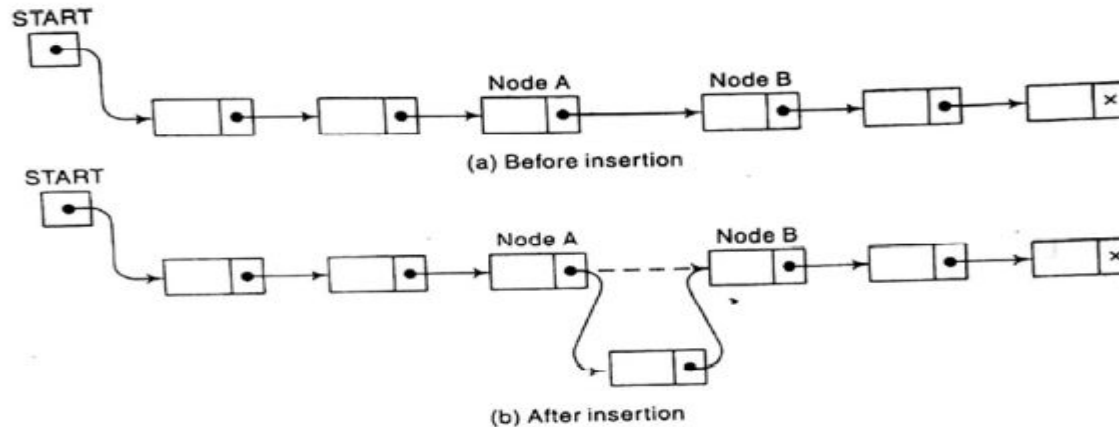 START
Node A Node B
×
(a) Before insertion
START
Node A Node B
×
(b) After insertion